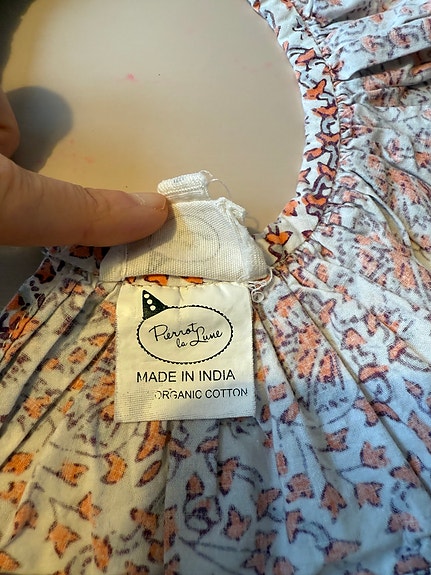 Pierrot
la Lune
MADE IN INDIA
ORGANIC COTTON